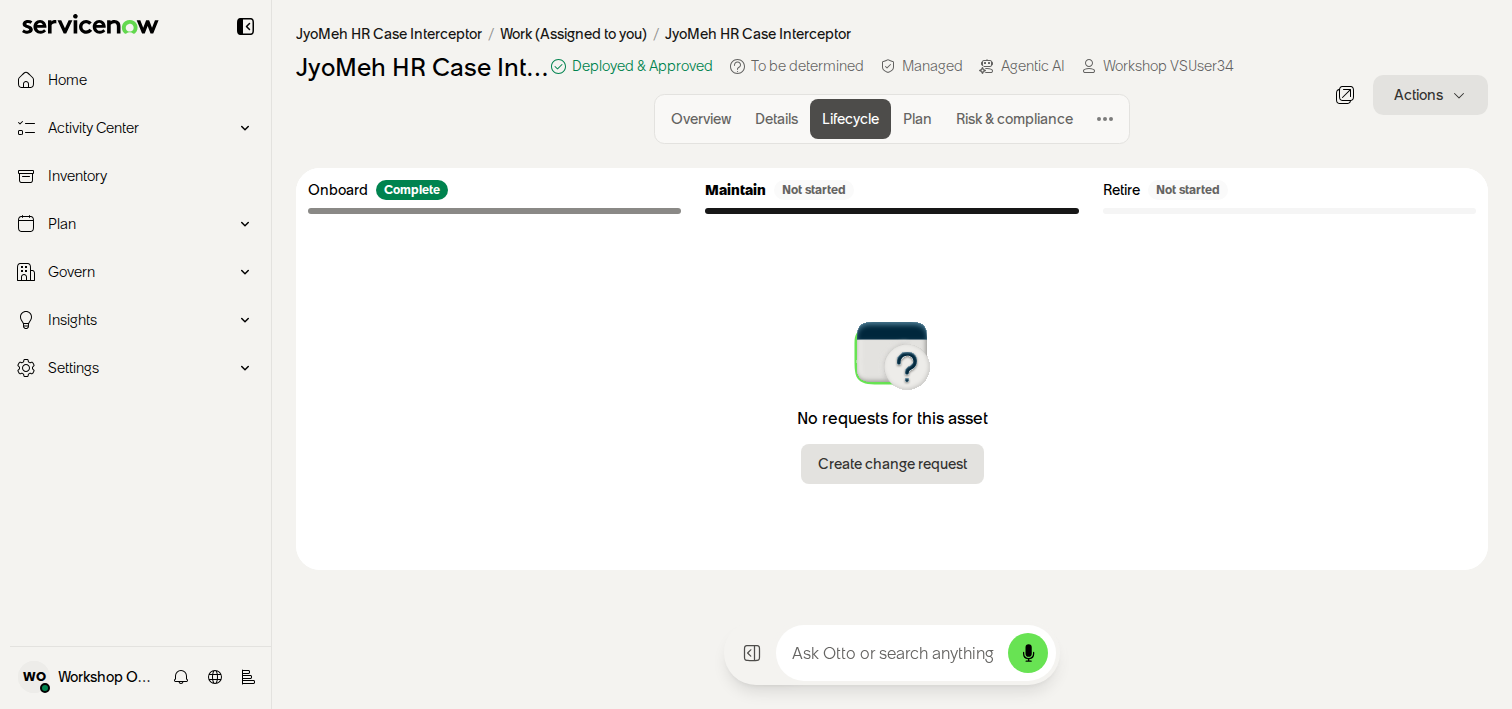 servicenow
Home
Activity Center
Inventory
Plan
Govern
Insights
Settings
WO Workshop O...
JyoMeh HR Case Interceptor / Work (Assigned to you) / JyoMeh HR Case Interceptor
JyoMeh HR Case Int... Deployed & Approved To be determined Managed Agentic AI Workshop VSUser34
Actions
Overview Details Lifecycle Plan Risk & compliance
Onboard Complete Maintain Not started Retire Not started
No requests for this asset
Create change request
Ask Otto or search anything